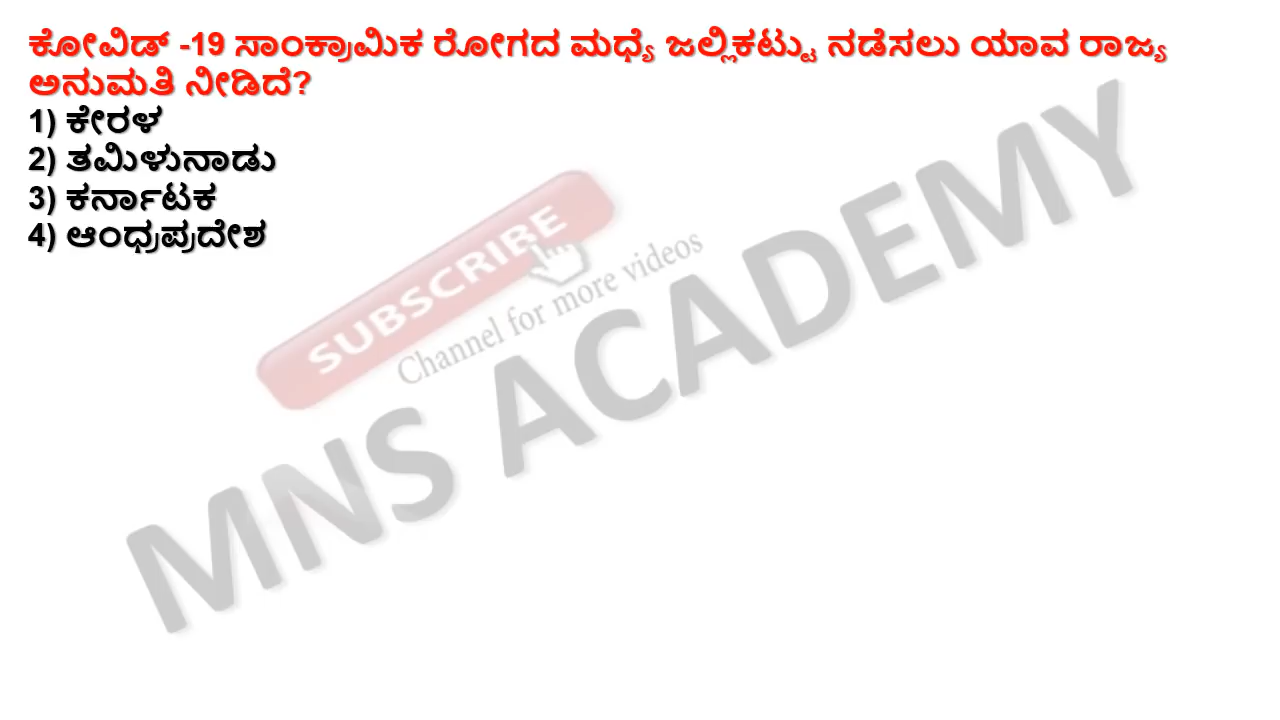 ಕೋವಿಡ್ -19 ಸಾಂಕ್ರಾಮಿಕ ರೋಗದ ಮಧ್ಯೆ ಜಲ್ಲಿಕಟ್ಟು ನಡೆಸಲು ಯಾವ ರಾಜ್ಯ
ಅನುಮತಿ ನೀಡಿದೆ?
1) ಕೇರಳ
2) ತಮಿಳುನಾಡು
3) ಕರ್ನಾಟಕ
4) ಆಂಧ್ರಪ್ರದೇಶ
SUBSCRIBE
Channel for more videos
MNS ACADEMY